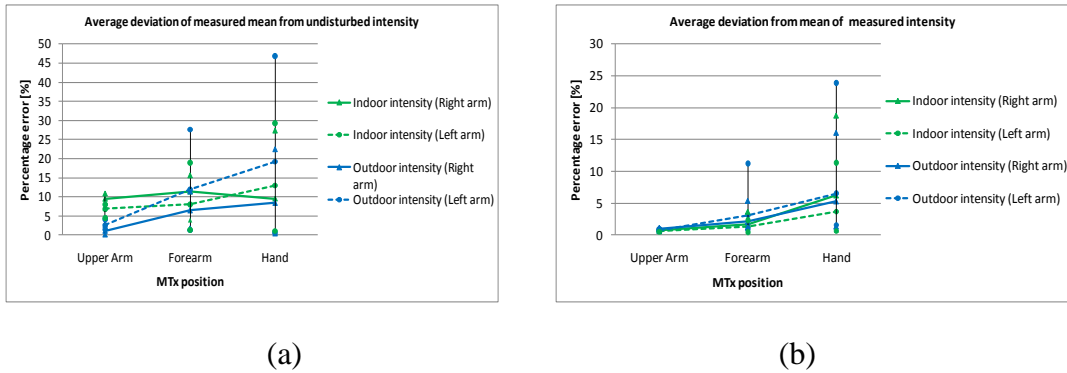 Average deviation of measured mean from undisturbed intensity
50
45
40
35
30
25
20
15
10
5
0
Percentage error [%]
Upper Arm Forearm Hand
MTx position
Indoor intensity (Right arm)
Indoor intensity (Left arm)
Outdoor intensity (Right
arm)
Outdoor intensity (Left arm)
(a)
Average deviation from mean of measured intensity
30
25
20
15
10
5
0
Percentage error [%]
Upper Arm Forearm Hand
MTx position
Indoor intensity (Right arm)
Indoor intensity (Left arm)
Outdoor intensity (Right arm)
Outdoor intensity (Left arm)
(b)